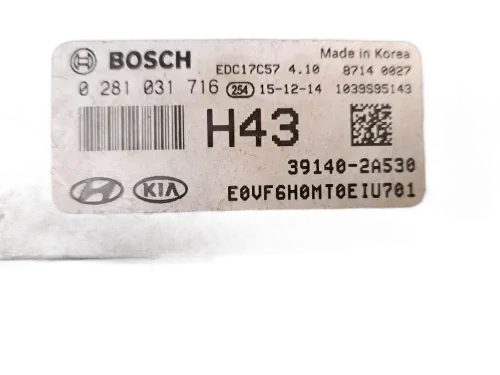 BOSCH EDC17C57 4.10 Made in Korea 8714 0027
0 281 031 716 254 15-12-14 1039S95143
H43
39140-2A530
KIA E0VF6H0MT0EIU701